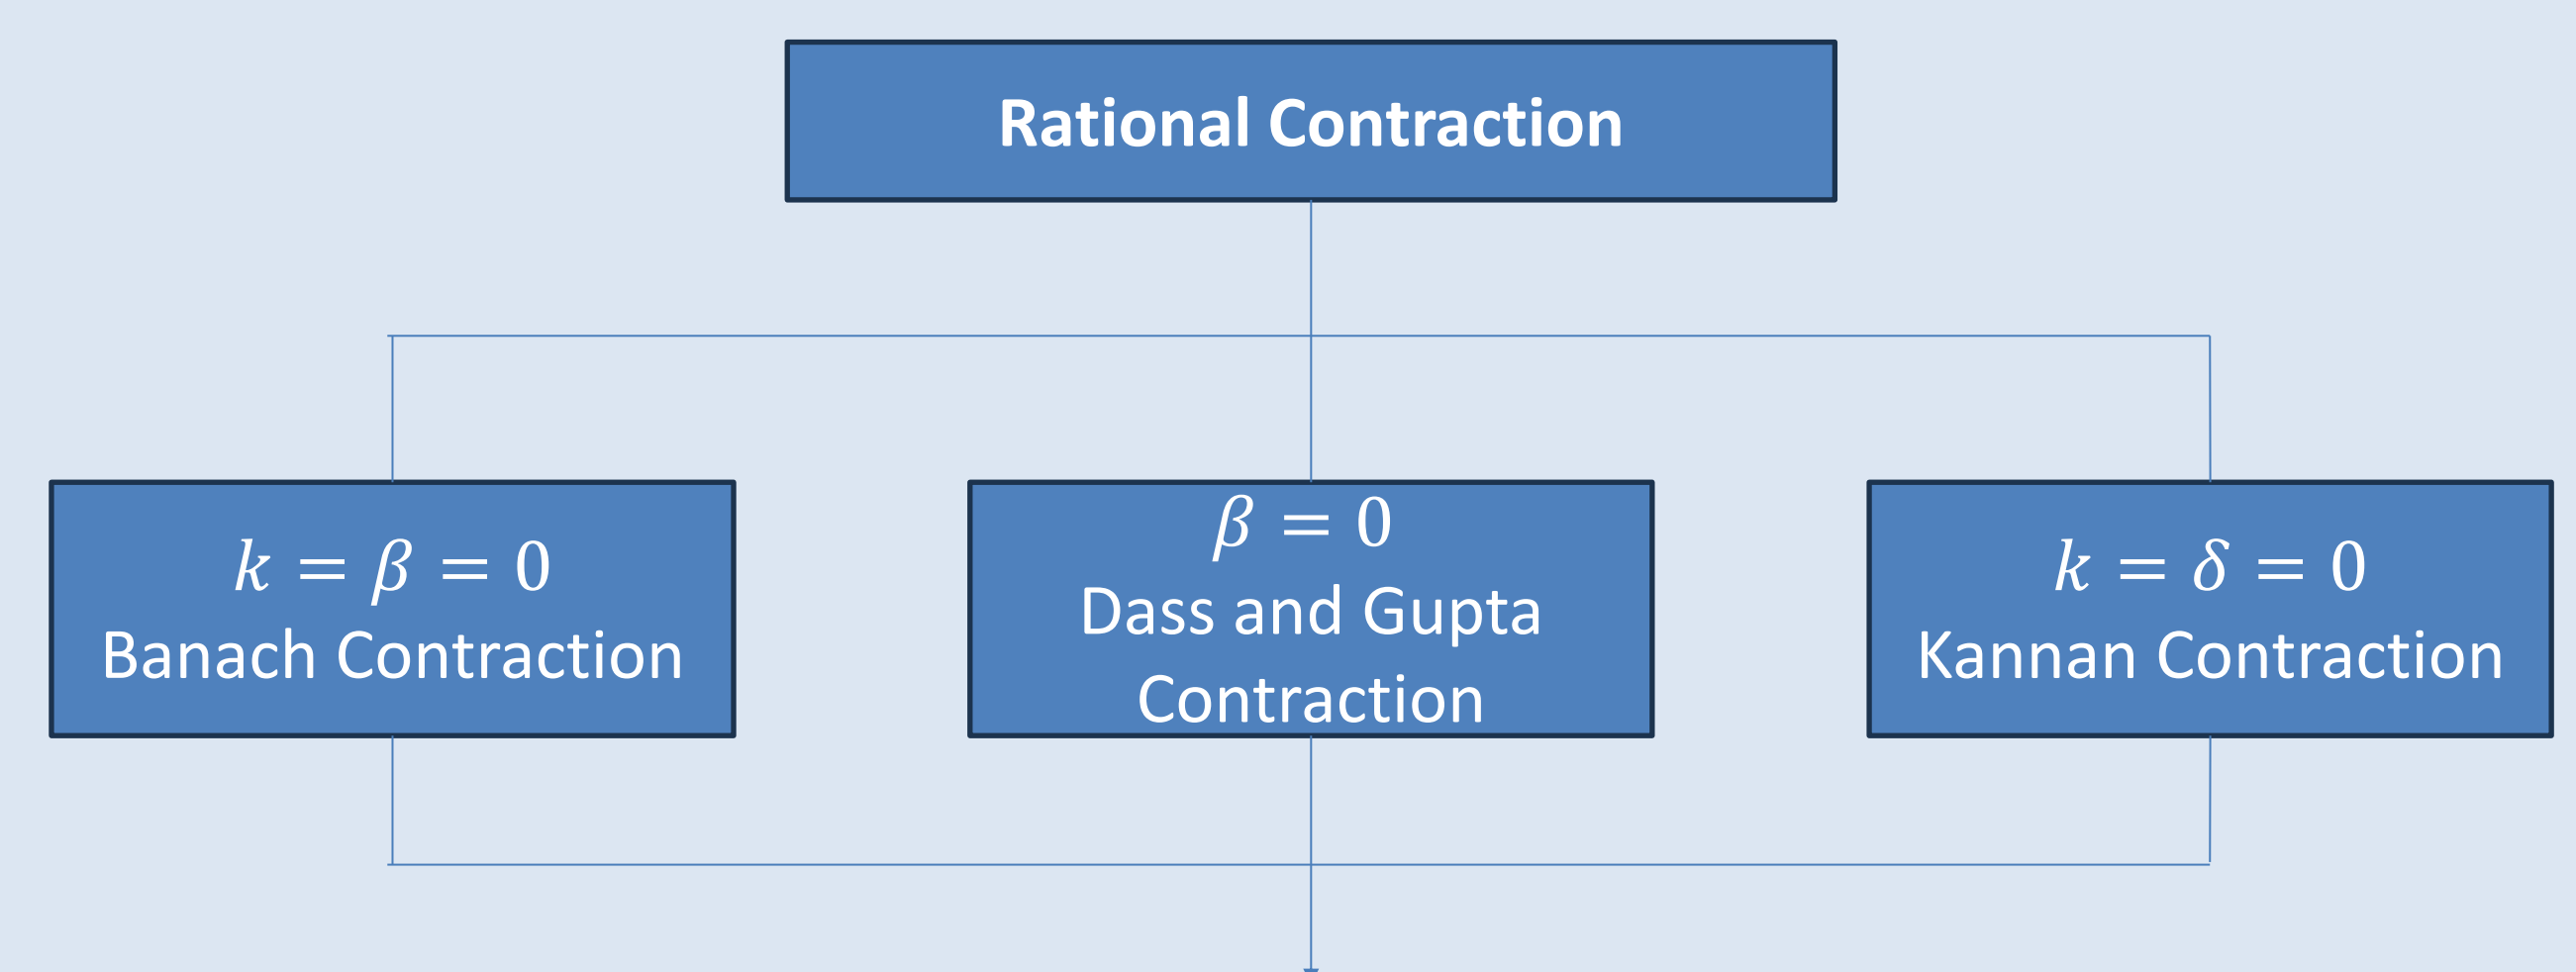 Rational Contraction
k = β = 0
Banach Contraction
β = 0
Dass and Gupta
Contraction
k = δ = 0
Kannan Contraction